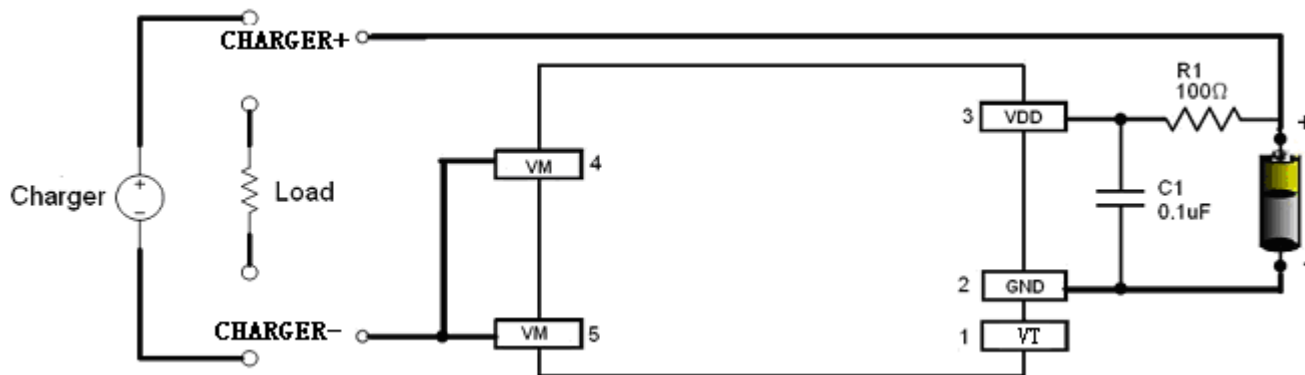 CHARGER+
R1
100Ω
3
VDD
+
VM
4
Charger
+
−
Load
C1
0.1uF
2
GND
-
CHARGER−
VM
5
1
VT